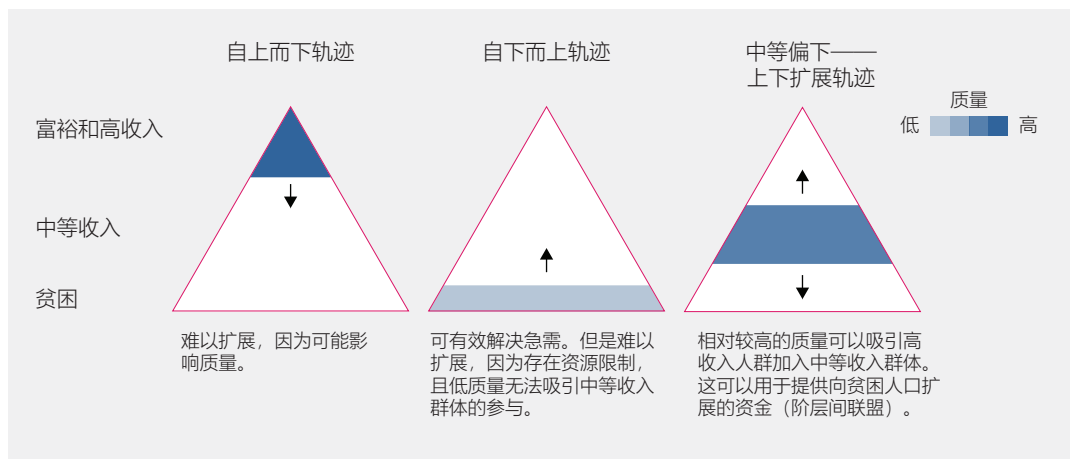 自上而下轨迹
自下而上轨迹
中等偏下——
上下扩展轨迹
质量
低
高
富裕和高收入
中等收入
贫困
难以扩展，因为可能影
响质量。
可有效解决急需。但是难以
扩展，因为存在资源限制，
且低质量无法吸引中等收入
群体的参与。
相对较高的质量可以吸引高
收入人群加入中等收入群体。
这可以用于提供向贫困人口扩
展的资金（阶层间联盟）。